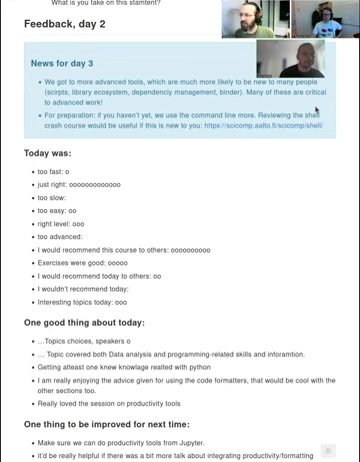 What is you take on this stamtent?
Feedback, day 2
News for day 3
• We got to more advanced tools, which are much more likely to be new to many people
(scirpts, library ecosystem, dependenciy management, binder). Many of these are critical
to advanced work!
• For preparation: if you haven't yet, we use the command line more. Reviewing the shell
crash course would be useful if this is new to you: https://scicomp.aalto.fi/scicomp/shell/
Today was:
• too fast: o
• just right: ooooooooooooo
• too slow:
• too easy: oo
• right level: ooo
• too advanced:
• I would recommend this course to others: oooooooooo
• Exercises were good: ooooo
• I would recommend today to others: oo
• I wouldn't recommend today:
• Interesting topics today: ooo
One good thing about today:
• …Topics choices, speakers o
• … Topic covered both Data analysis and programming-related skills and inforamtion.
• Getting atleast one knew knowlage realted with python
• I am really enjoying the advice given for using the code formatters, that would be cool with the
other sections too.
• Really loved the session on productivity tools
One thing to be improved for next time:
• Make sure we can do productivity tools from Jupyter.
• it'd be really helpful if there was a bit more talk about integrating productivity/formatting